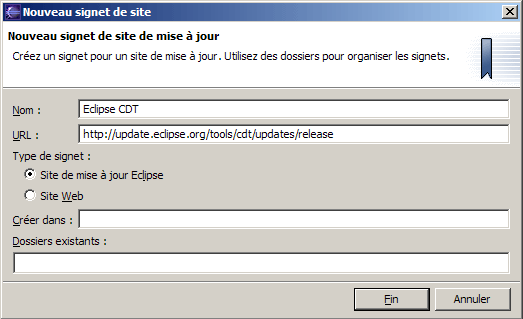 Nouveau signet de site
Nouveau signet de site de mise à jour
Créez un signet pour un site de mise à jour. Utilisez des dossiers pour organiser les signets.
Nom : Eclipse CDT
URL : http://update.eclipse.org/tools/cdt/updates/release
Type de signet :
Site de mise à jour Eclipse
Site Web
Créer dans :
Dossiers existants :
Fin Annuler